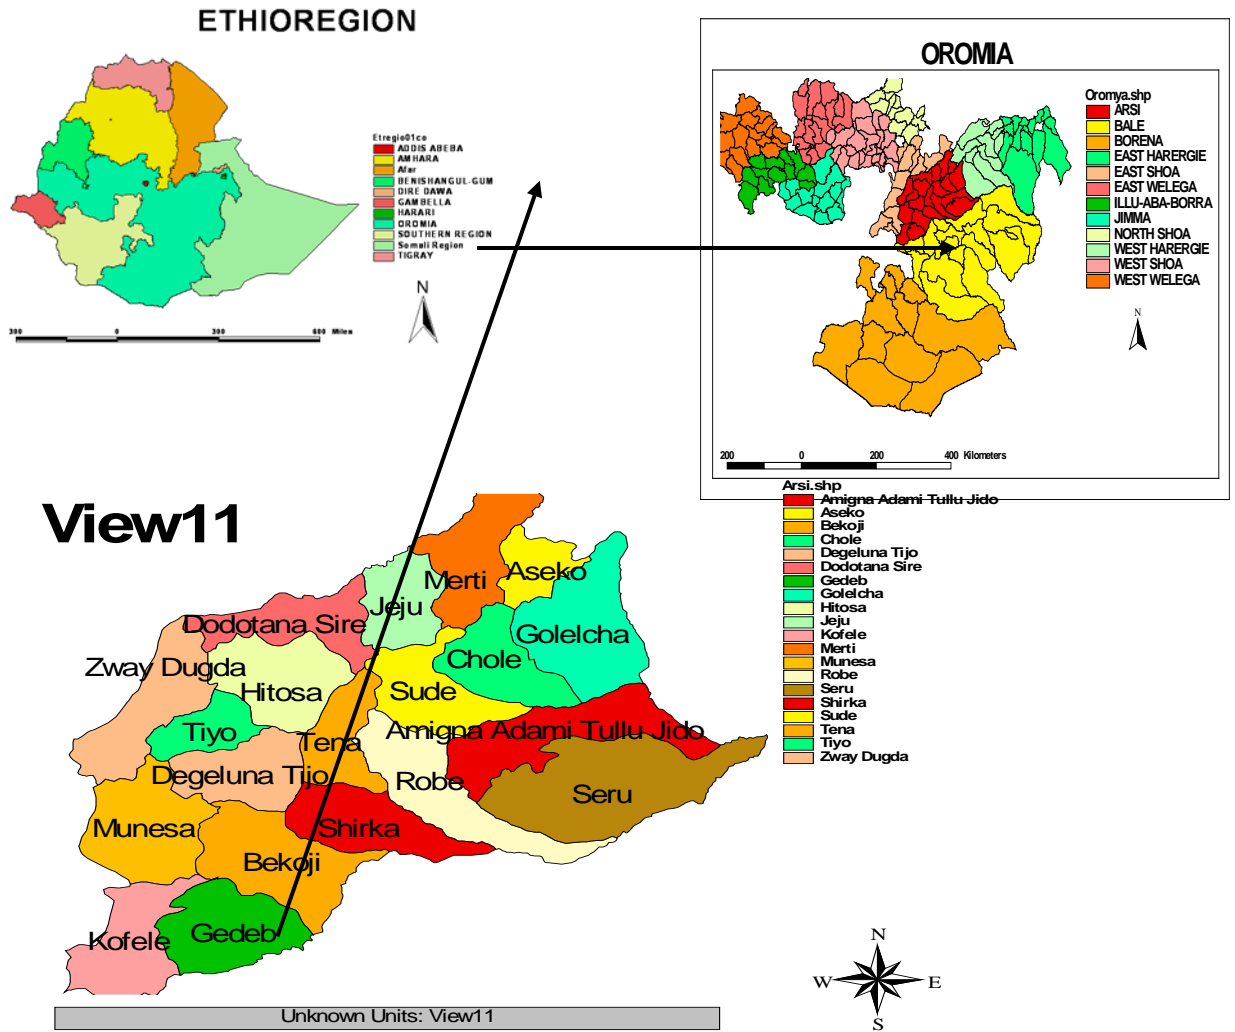 ETHIOREGION
Etregio01co
ADDIS ABEBA
AMHARA
Afar
BENISHANGUL-GUM
DIRE DAWA
GAMBELLA
HARARI
OROMIA
SOUTHERN REGION
Somali Region
TIGRAY
N
300 0 300 600 Miles
OROMIA
Oromya.shp
ARSI
BALE
BORENA
EAST HARERGIE
EAST SHOA
EAST WELEGA
ILLU-ABA-BORRA
JIMMA
NORTH SHOA
WEST HARERGIE
WEST SHOA
WEST WELEGA
N
200 0 200 400 Kilometers
View11
Arsi.shp
Amigna Adami Tullu Jido
Aseko
Bekoji
Chole
Degeluna Tijo
Dodotana Sire
Gedeb
Golelcha
Hitosa
Jeju
Kofele
Merti
Munesa
Robe
Seru
Shirka
Sude
Tena
Tiyo
Zway Dugda
Merti
Aseko
Jeju
Dodotana Sire
Golelcha
Chole
Zway Dugda
Hitosa
Sude
Tiyo
Tena
Amigna Adami Tullu Jido
Degeluna Tijo
Robe
Seru
Munesa
Shirka
Bekoji
Gedeb
Kofele
N
W E
S
Unknown Units: View11